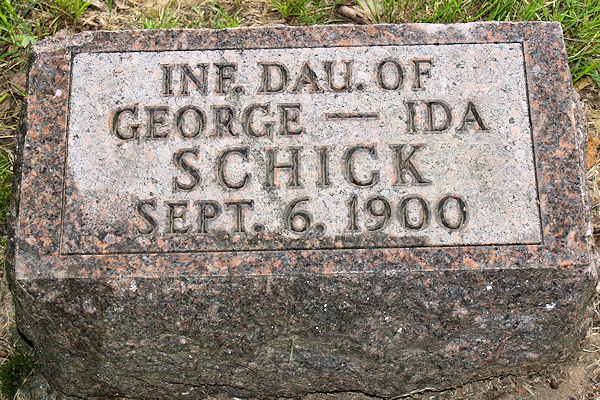 INF. DAU. OF
GEORGE — IDA
SCHICK
SEPT. 6. 1900